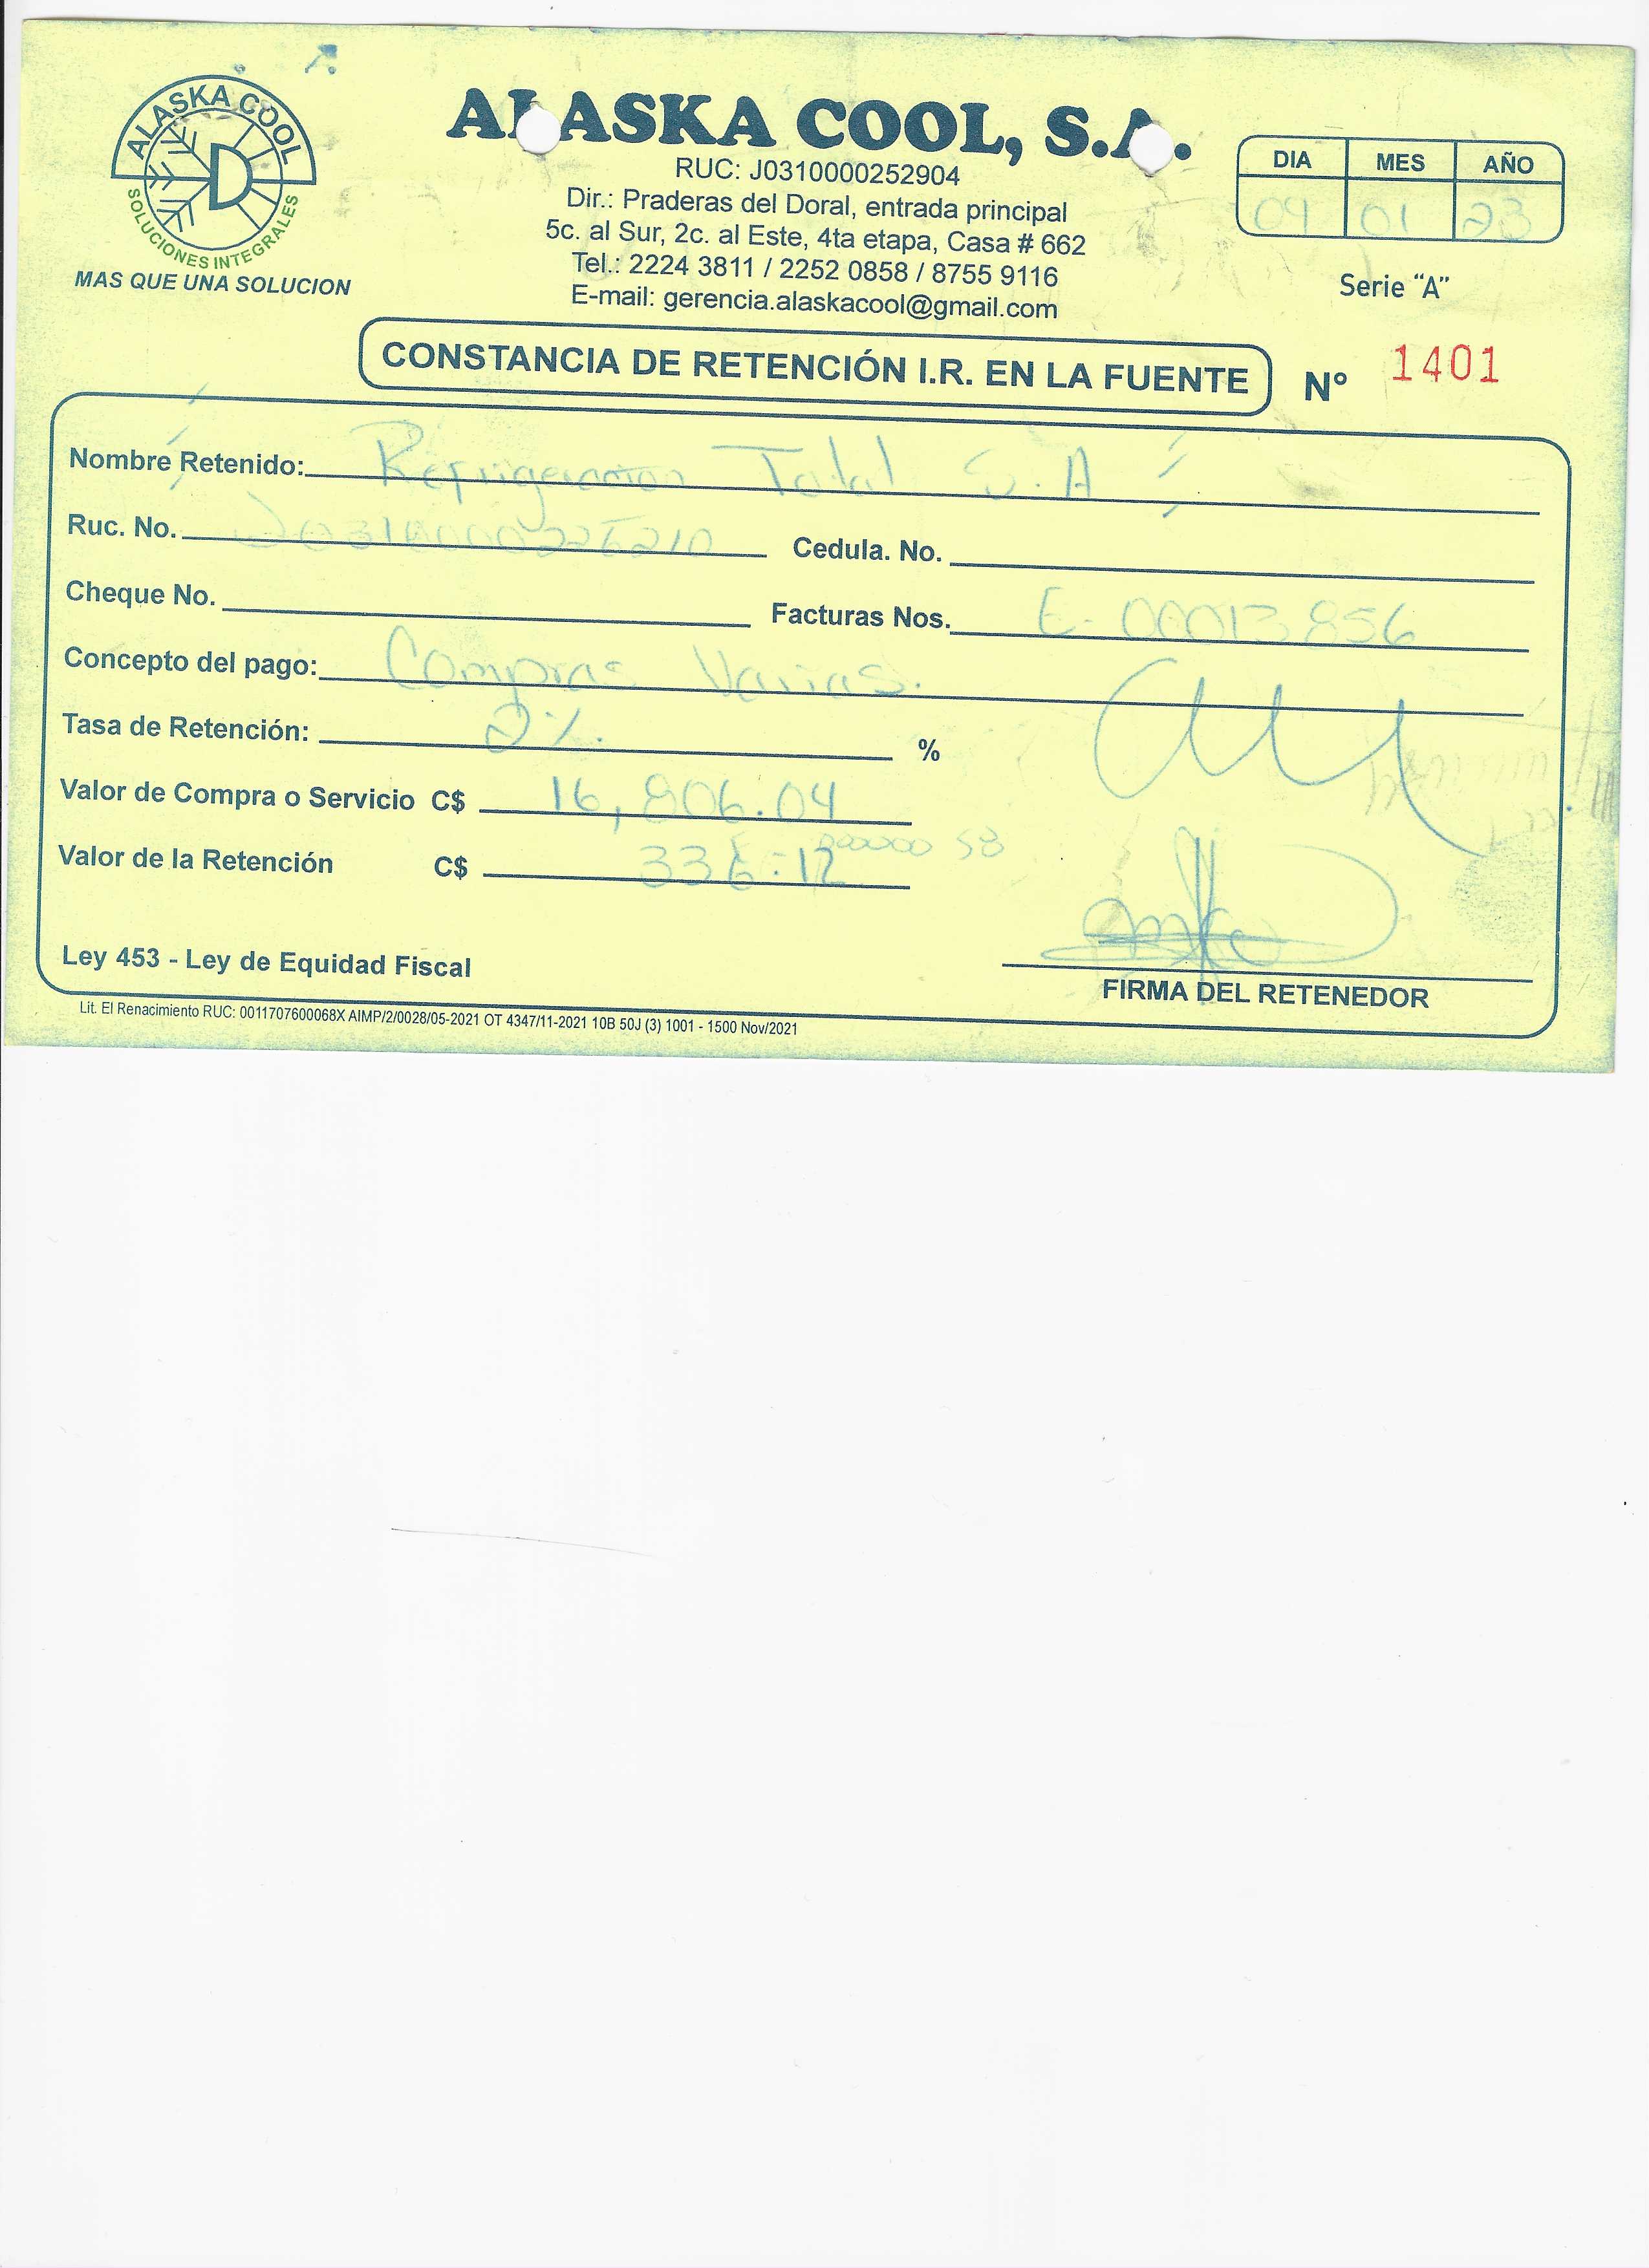 ALASKA COOL
D
SOLUCIONES INTEGRALES
MAS QUE UNA SOLUCION
ALASKA COOL, S.A.
RUC: J0310000252904
Dir.: Praderas del Doral, entrada principal
5c. al Sur, 2c. al Este, 4ta etapa, Casa # 662
Tel.: 2224 3811 / 2252 0858 / 8755 9116
E-mail: gerencia.alaskacool@gmail.com
DIA MES AÑO
09 01 23
Serie “A”
CONSTANCIA DE RETENCIÓN I.R. EN LA FUENTE Nº 1401
Nombre Retenido: Refrigeracion Total S.A
Ruc. No. Cedula. No.
Cheque No. Facturas Nos. E-00013856
Concepto del pago: Compras Varias.
Tasa de Retención: 2%. %
Valor de Compra o Servicio C$ 16,806.04
Valor de la Retención C$ 336.12
Ley 453 - Ley de Equidad Fiscal
FIRMA DEL RETENEDOR
Lit. El Renacimiento RUC: 0011707600068X AIMP/2/0028/05-2021 OT 4347/11-2021 10B 50J (3) 1001 - 1500 Nov/2021